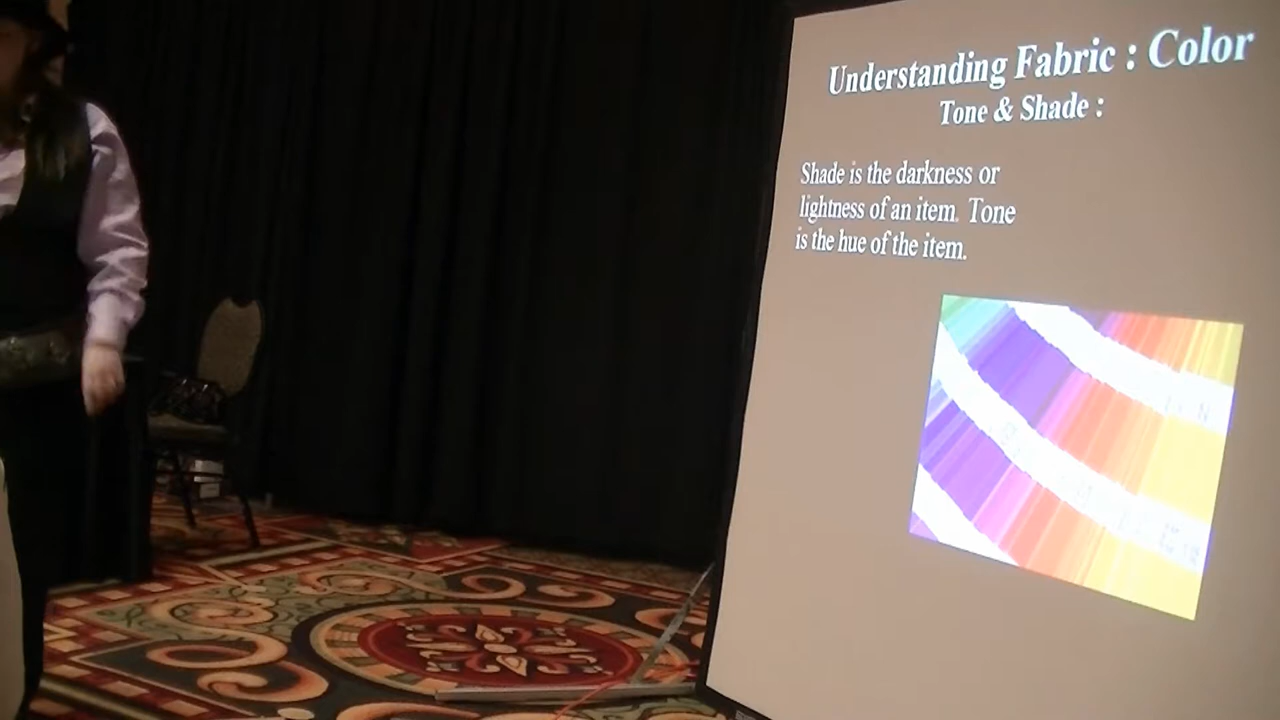 Understanding Fabric : Color
Tone & Shade :
Shade is the darkness or
lightness of an item. Tone
is the hue of the item.